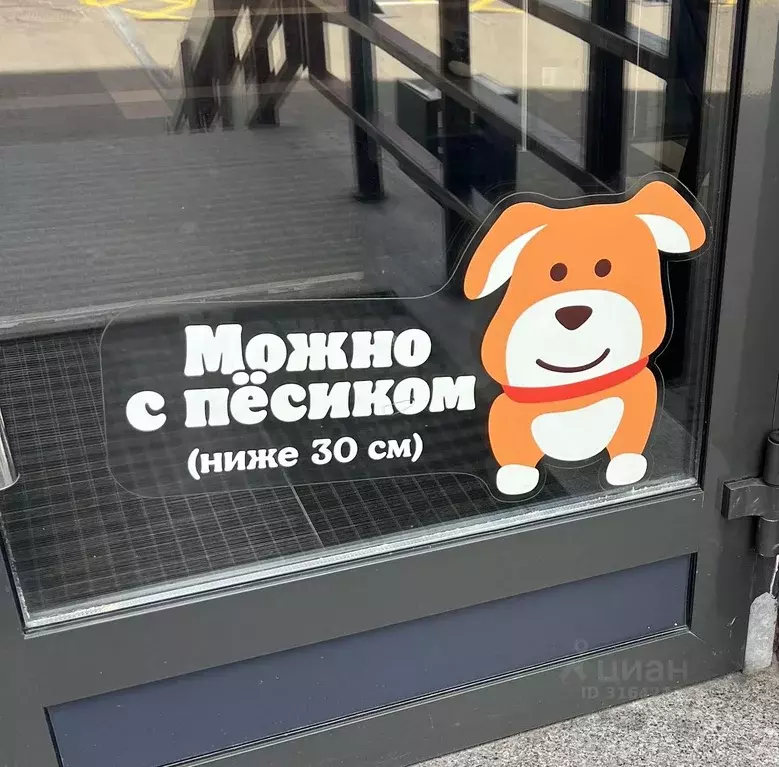 Можно
с пёсиком
(ниже 30 см)
циан